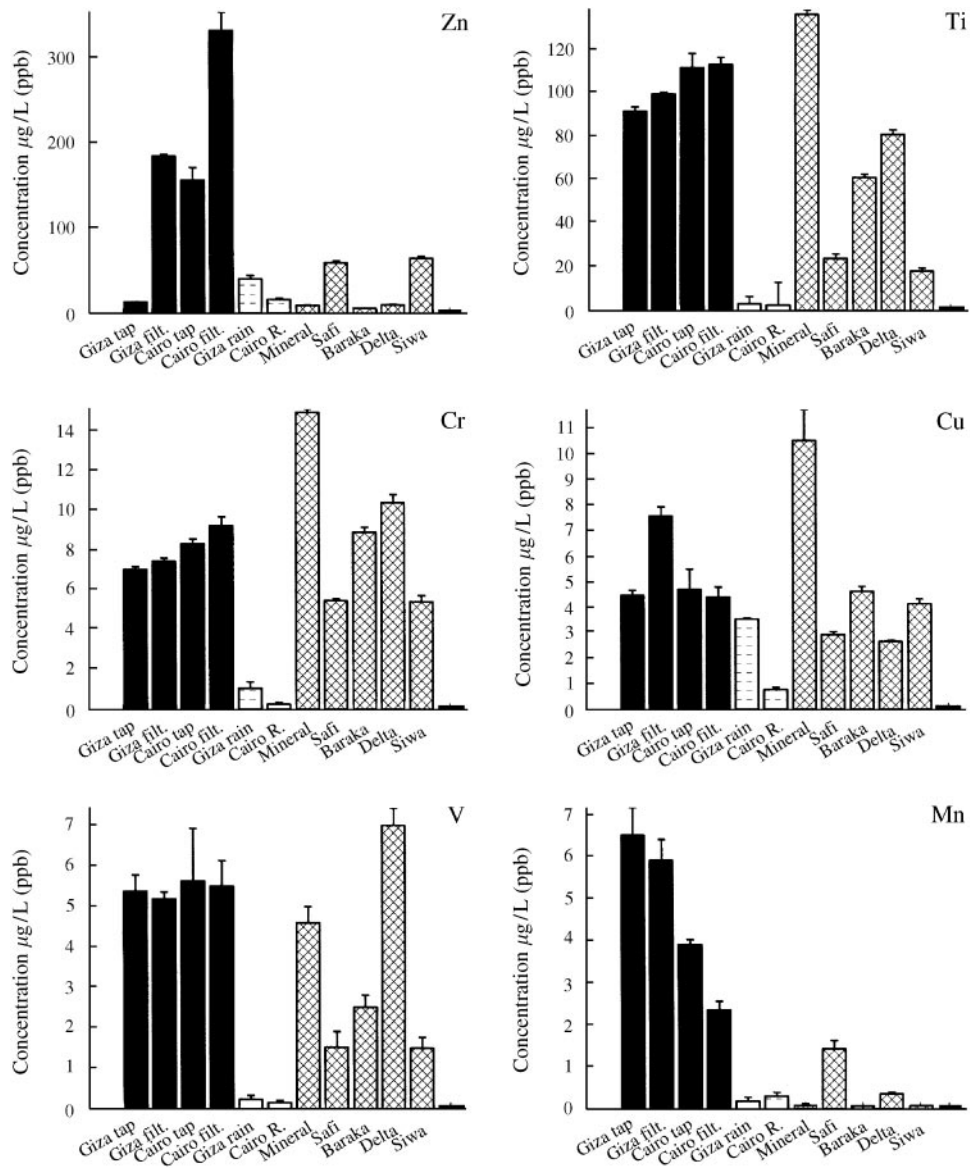 Zn
Concentration μg/L (ppb)
300
200
100
0
Giza tap
Giza filt.
Cairo tap
Cairo filt.
Giza rain
Cairo R.
Mineral
Safi
Baraka
Delta
Siwa
Ti
Concentration μg/L (ppb)
120
100
80
60
40
20
0
Giza tap
Giza filt.
Cairo tap
Cairo filt.
Giza rain
Cairo R.
Mineral
Safi
Baraka
Delta
Siwa
Cr
Concentration μg/L (ppb)
14
12
10
8
6
4
2
0
Giza tap
Giza filt.
Cairo tap
Cairo filt.
Giza rain
Cairo R.
Mineral
Safi
Baraka
Delta
Siwa
Cu
Concentration μg/L (ppb)
11
10
9
8
7
6
5
4
3
2
1
0
Giza tap
Giza filt.
Cairo tap
Cairo filt.
Giza rain
Cairo R.
Mineral
Safi
Baraka
Delta
Siwa
V
Concentration μg/L (ppb)
7
6
5
4
3
2
1
0
Giza tap
Giza filt.
Cairo tap
Cairo filt.
Giza rain
Cairo R.
Mineral
Safi
Baraka
Delta
Siwa
Mn
Concentration μg/L (ppb)
7
6
5
4
3
2
1
0
Giza tap
Giza filt.
Cairo tap
Cairo filt.
Giza rain
Cairo R.
Mineral
Safi
Baraka
Delta
Siwa